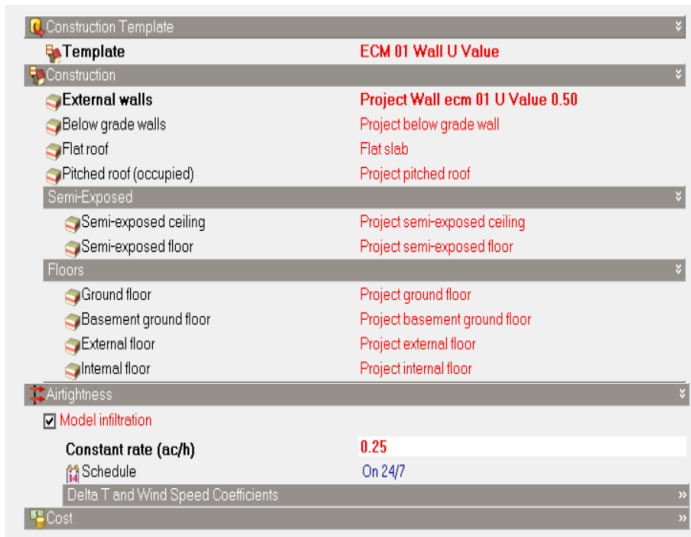 Construction Template
Template ECM 01 Wall U Value
Construction
External walls Project Wall ecm 01 U Value 0.50
Below grade walls Project below grade wall
Flat roof Flat slab
Pitched roof (occupied) Project pitched roof
Semi-Exposed
Semi-exposed ceiling Project semi-exposed ceiling
Semi-exposed floor Project semi-exposed floor
Floors
Ground floor Project ground floor
Basement ground floor Project basement ground floor
External floor Project external floor
Internal floor Project internal floor
Airtightness
Model infiltration
Constant rate (ac/h) 0.25
Schedule On 24/7
Delta T and Wind Speed Coefficients
Cost